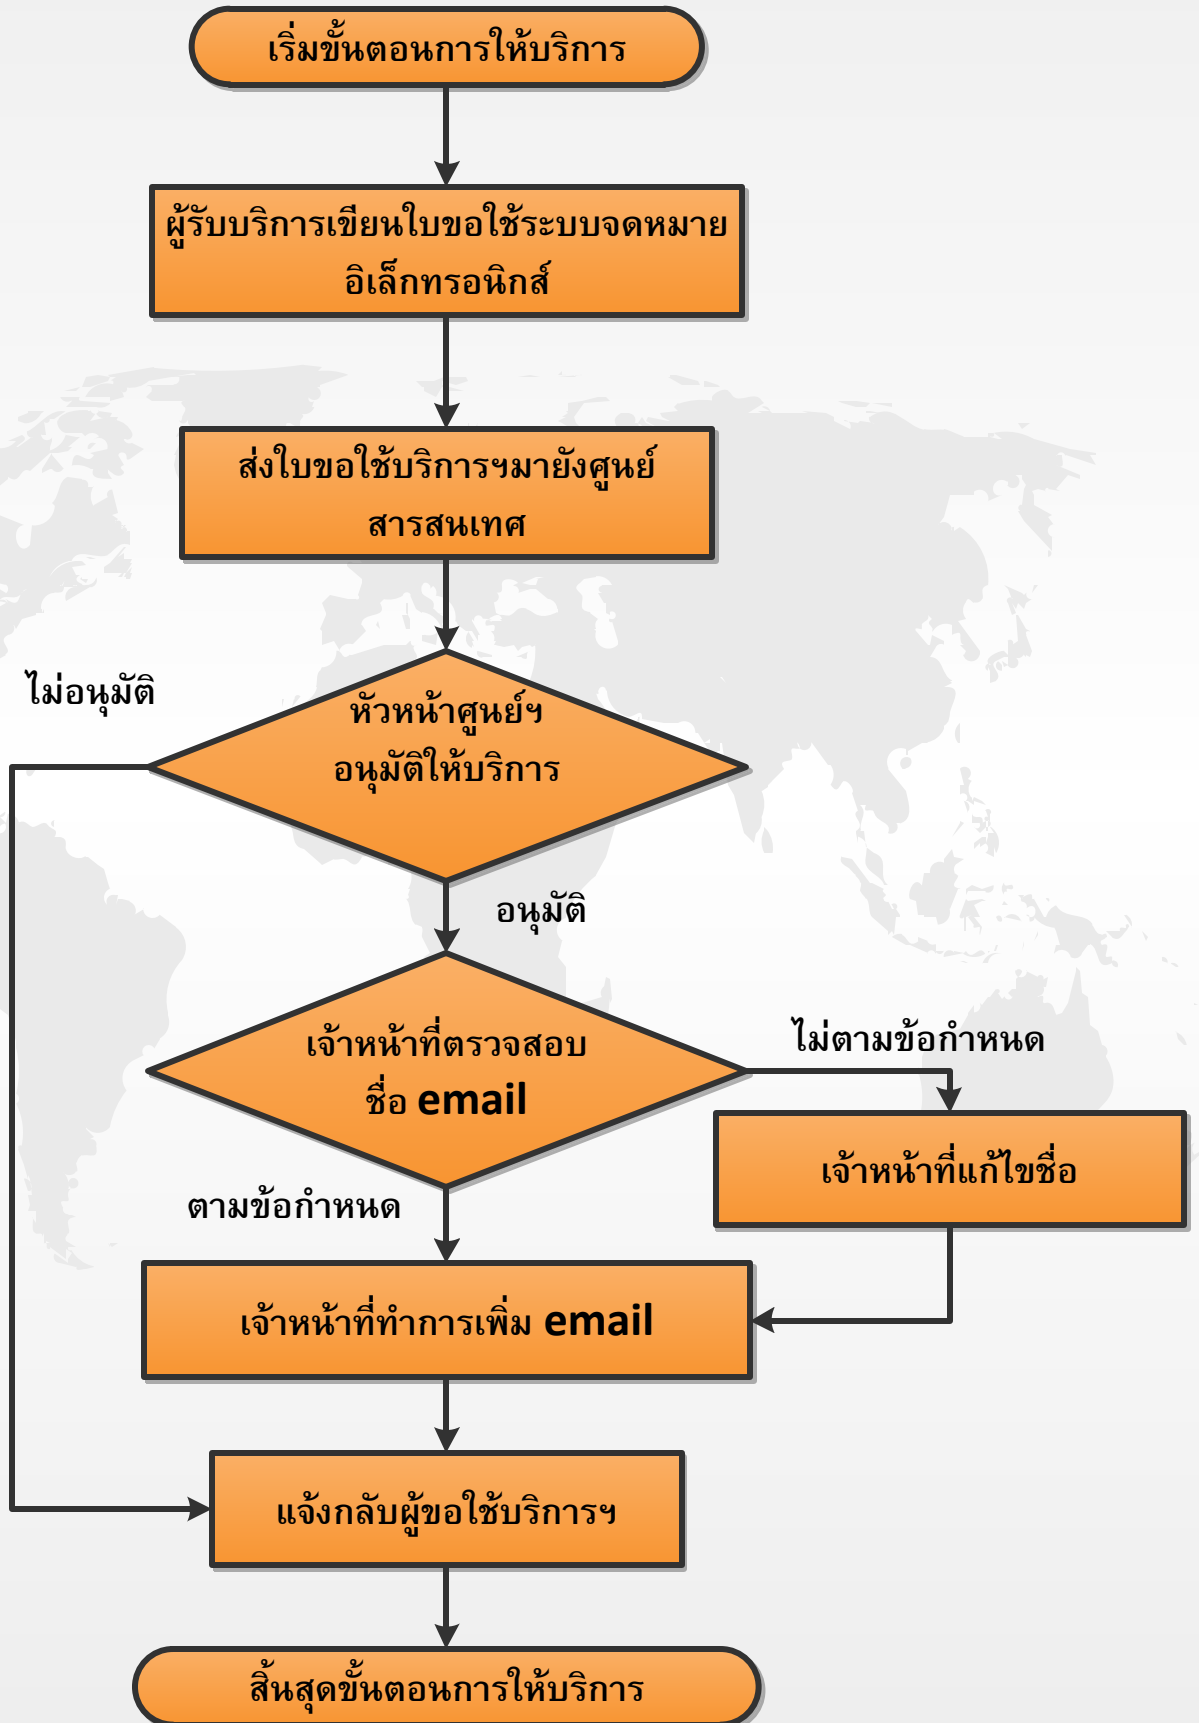 เริ่มขั้นตอนการให้บริการ
ผู้รับบริการเขียนใบขอใช้ระบบจดหมาย
อิเล็กทรอนิกส์
ส่งใบขอใช้บริการฯมายังศูนย์
สารสนเทศ
ไม่อนุมัติ
หัวหน้าศูนย์ฯ
อนุมัติให้บริการ
อนุมัติ
เจ้าหน้าที่ตรวจสอบ
ชื่อ email
ไม่ตามข้อกำหนด
เจ้าหน้าที่แก้ไขชื่อ
ตามข้อกำหนด
เจ้าหน้าที่ทำการเพิ่ม email
แจ้งกลับผู้ขอใช้บริการฯ
สิ้นสุดขั้นตอนการให้บริการ